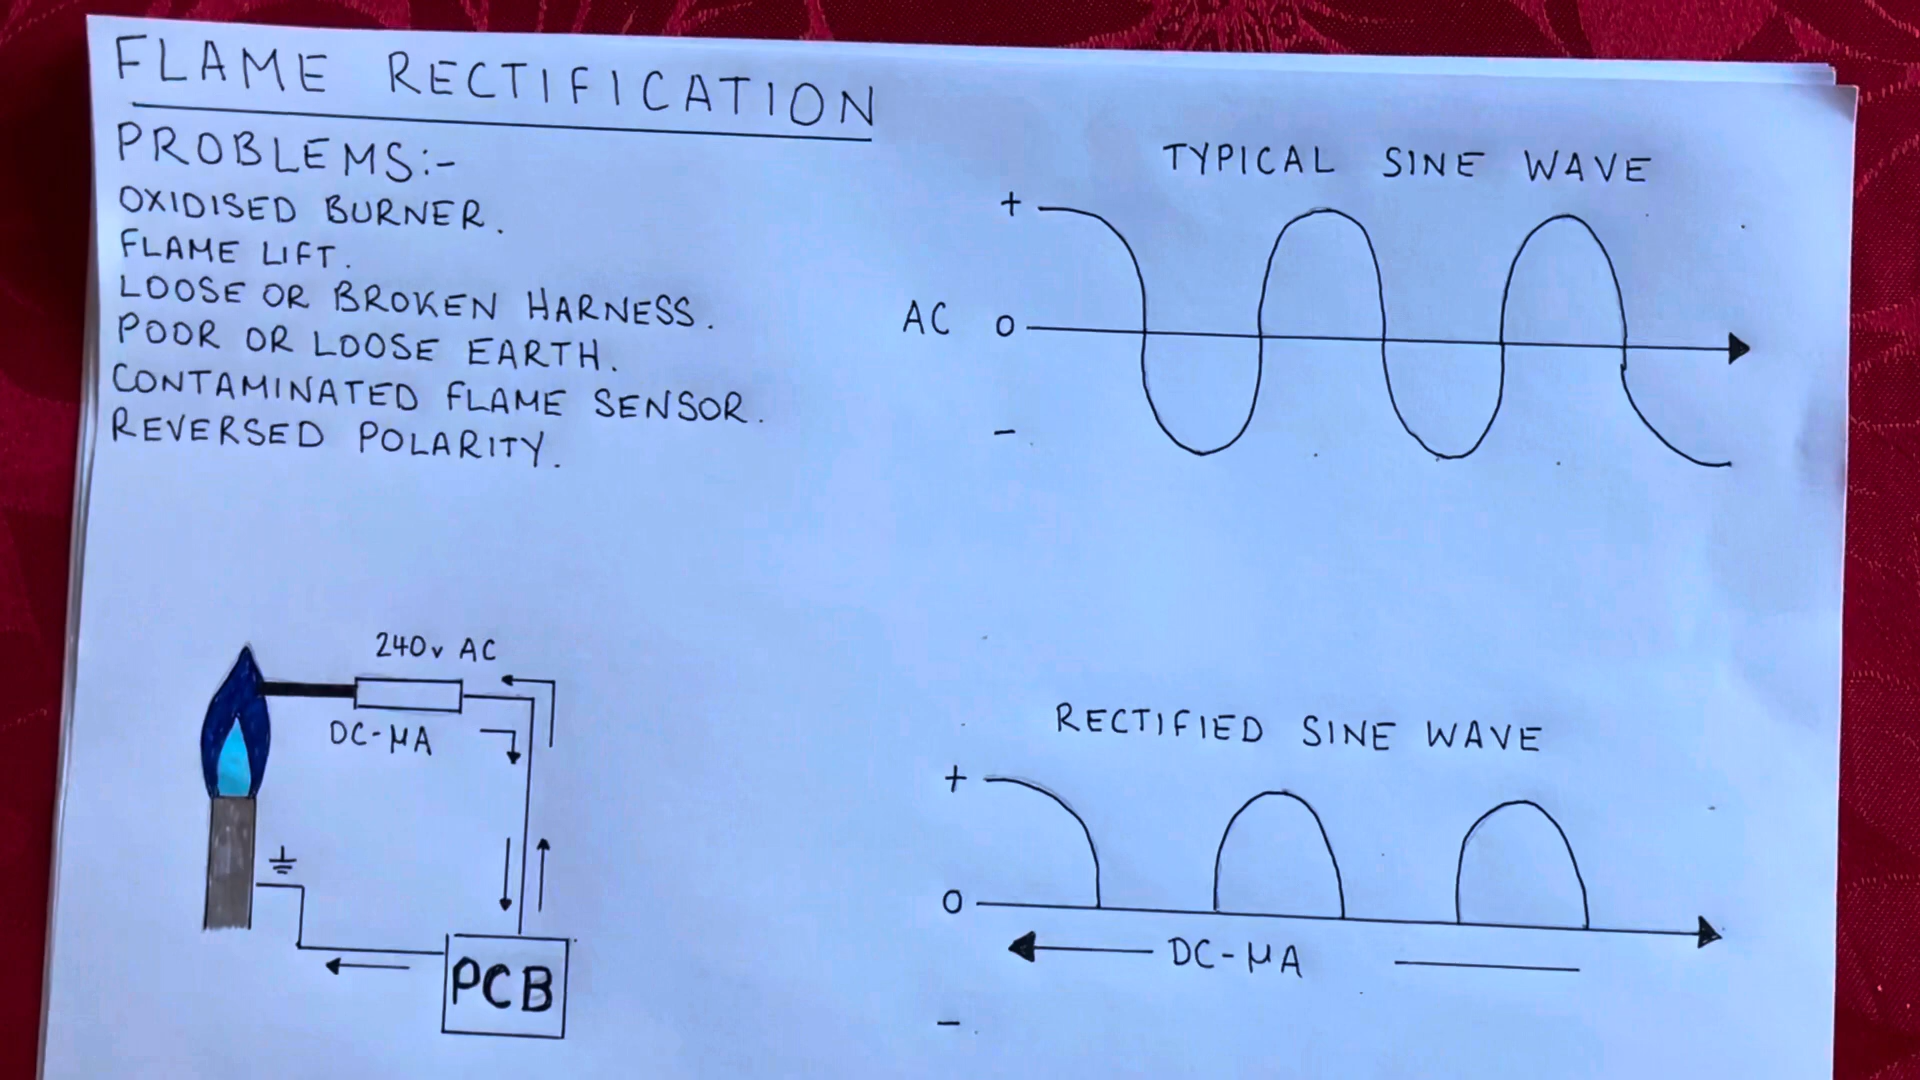 FLAME RECTIFICATION
PROBLEMS:-
OXIDISED BURNER.
FLAME LIFT.
LOOSE OR BROKEN HARNESS.
POOR OR LOOSE EARTH.
CONTAMINATED FLAME SENSOR.
REVERSED POLARITY.
TYPICAL SINE WAVE
+
AC 0
-
240v AC
DC-μA
PCB
RECTIFIED SINE WAVE
+
0
DC-μA
-